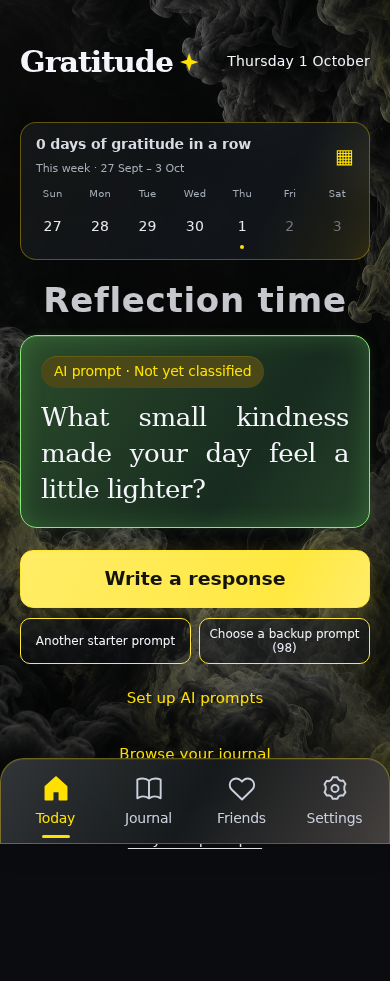 Gratitude
Thursday 1 October
0 days of gratitude in a row
This week · 27 Sept – 3 Oct
Sun Mon Tue Wed Thu Fri Sat
27 28 29 30 1 2 3
Reflection time
AI prompt · Not yet classified
What small kindness
made your day feel a
little lighter?
Write a response
Another starter prompt
Choose a backup prompt
(98)
Set up AI prompts
Browse your journal
Today Journal Friends Settings